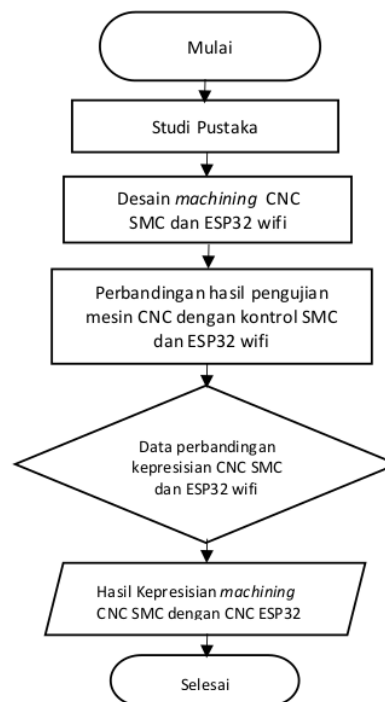 Mulai
Studi Pustaka
Desain machining CNC
SMC dan ESP32 wifi
Perbandingan hasil pengujian
mesin CNC dengan kontrol SMC
dan ESP32 wifi
Data perbandingan
kepresisian CNC SMC
dan ESP32 wifi
Hasil Kepresisian machining
CNC SMC dengan CNC ESP32
Selesai